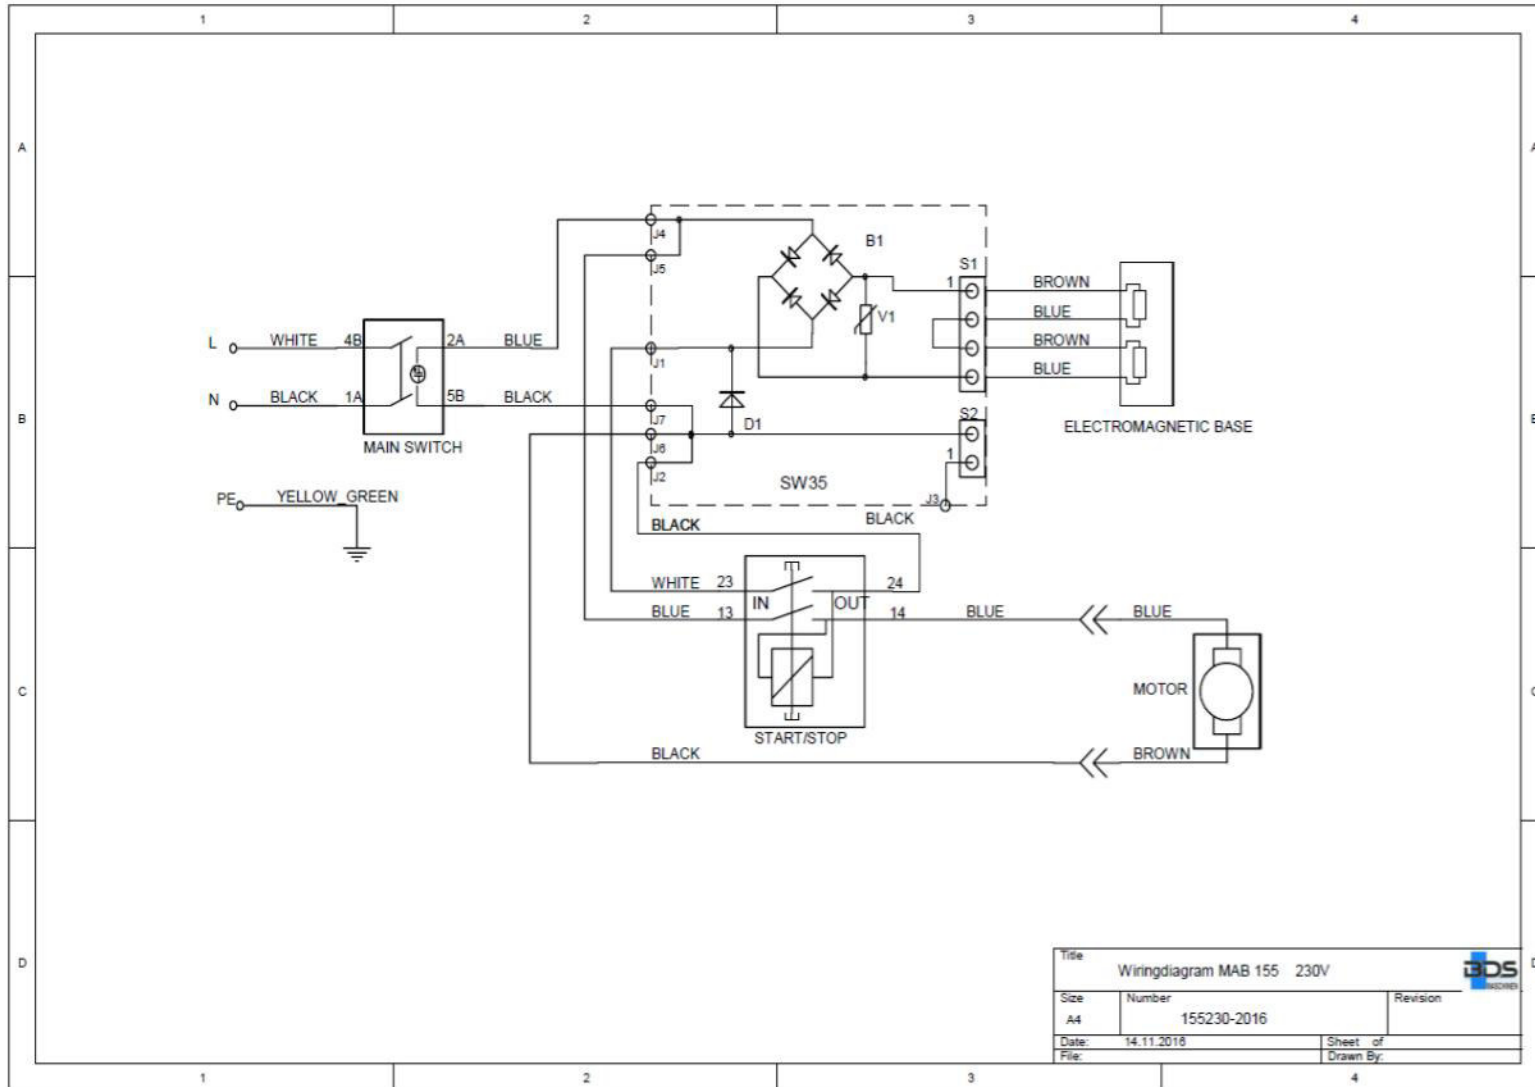 1 2 3 4
A A
J4
B1
J5
S1
1 BROWN
BLUE
V1
L WHITE 4B 2A BLUE BROWN
J1
BLUE
N BLACK 1A 5B BLACK
B J7 D1 S2 ELECTROMAGNETIC BASE
MAIN SWITCH J6 1
J2
SW35
PE YELLOW_GREEN J3
BLACK BLACK
WHITE 23 24
IN OUT
BLUE 13 14 BLUE BLUE
C MOTOR
START/STOP
BLACK BROWN
D
Title
Wiringdiagram MAB 155 230V
BDS
Size Number Revision
A4 155230-2016
Date: 14.11.2016 Sheet of
File: Drawn By:
1 2 3 4